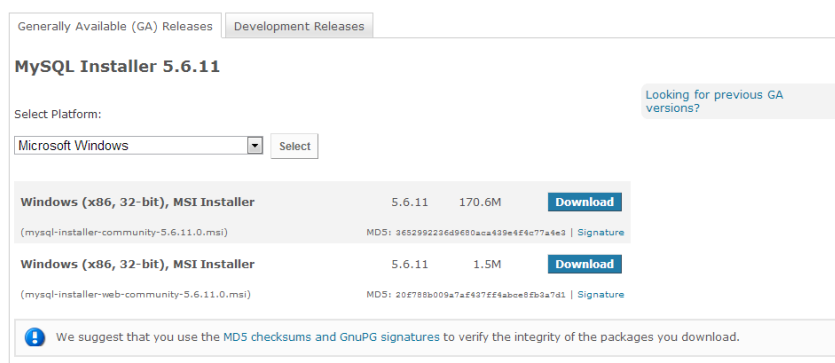 Generally Available (GA) Releases
Development Releases
MySQL Installer 5.6.11
Looking for previous GA
versions?
Select Platform:
Microsoft Windows
Select
Windows (x86, 32-bit), MSI Installer 5.6.11 170.6M Download
(mysql-installer-community-5.6.11.0.msi) MD5: 3652992236d9680aca439e4f4c77a4e3 | Signature
Windows (x86, 32-bit), MSI Installer 5.6.11 1.5M Download
(mysql-installer-web-community-5.6.11.0.msi) MD5: 20f788b009a7af437ff4abce8fb3a7d1 | Signature
We suggest that you use the MD5 checksums and GnuPG signatures to verify the integrity of the packages you download.